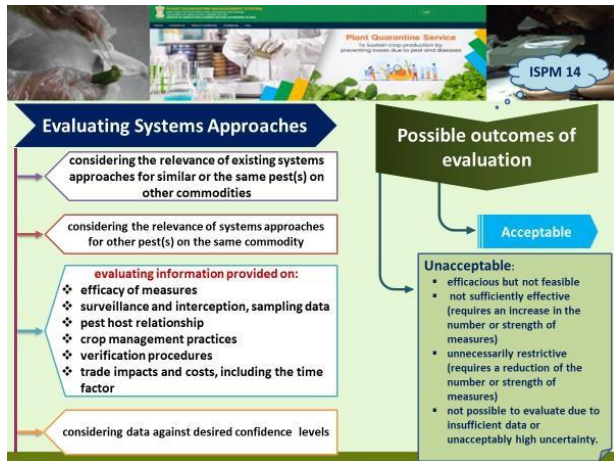 PLANT QUARANTINE MANAGEMENT SYSTEM
Plant Quarantine Service
To Sustain crop production by
preventing losses due to pest and diseases
ISPM 14
Evaluating Systems Approaches
considering the relevance of existing systems
approaches for similar or the same pest(s) on
other commodities
considering the relevance of systems approaches
for other pest(s) on the same commodity
evaluating information provided on:
❖ efficacy of measures
❖ surveillance and interception, sampling data
❖ pest host relationship
❖ crop management practices
❖ verification procedures
❖ trade impacts and costs, including the time
factor
considering data against desired confidence levels
Possible outcomes of
evaluation
Acceptable
Unacceptable:
▪ efficacious but not feasible
▪ not sufficiently effective
(requires an increase in the
number or strength of
measures)
▪ unnecessarily restrictive
(requires a reduction of the
number or strength of
measures)
▪ not possible to evaluate due to
insufficient data or
unacceptably high uncertainty.